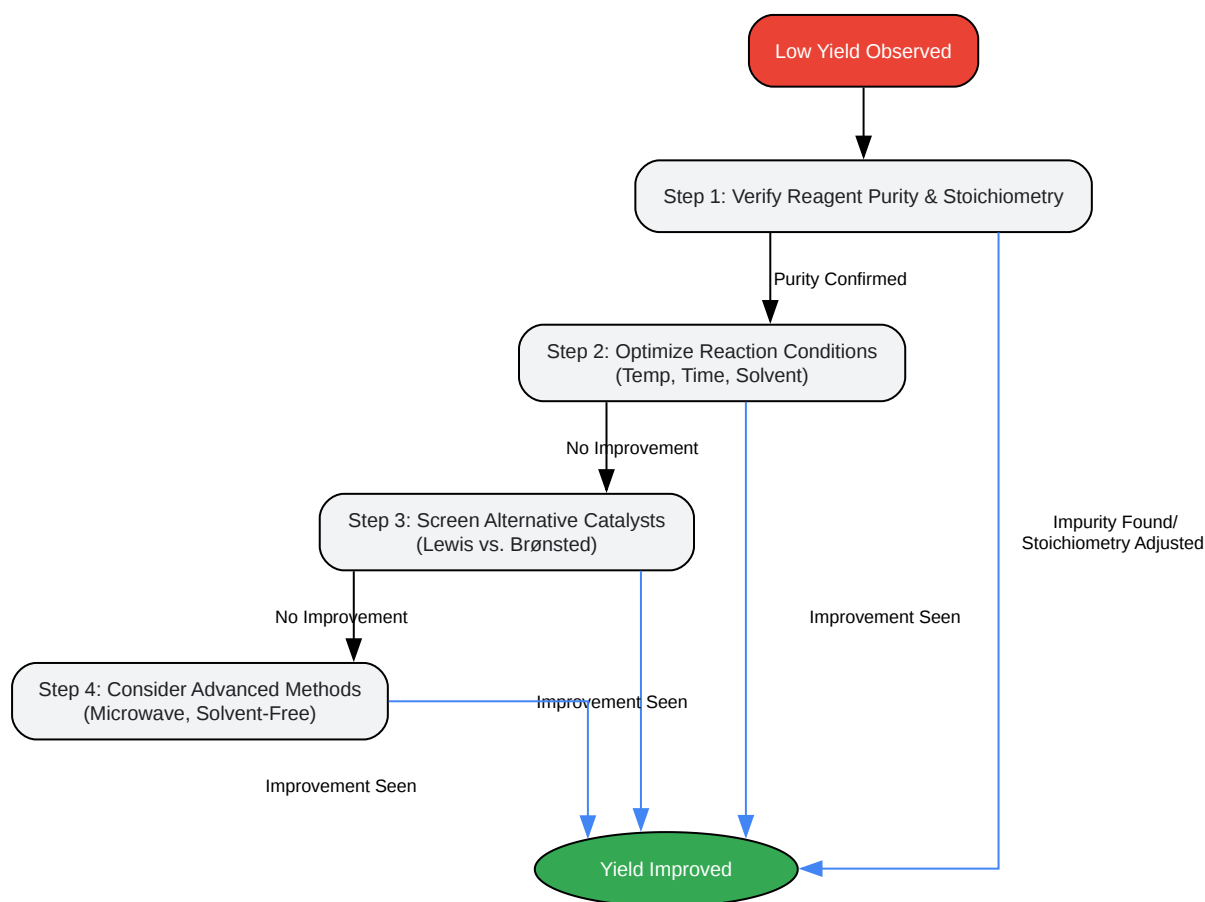 Low Yield Observed
Step 1: Verify Reagent Purity & Stoichiometry
Purity Confirmed
Step 2: Optimize Reaction Conditions
(Temp, Time, Solvent)
No Improvement
Step 3: Screen Alternative Catalysts
(Lewis vs. Brønsted)
Impurity Found/
Stoichiometry Adjusted
No Improvement
Improvement Seen
Step 4: Consider Advanced Methods
(Microwave, Solvent-Free)
Improvement Seen
Improvement Seen
Yield Improved